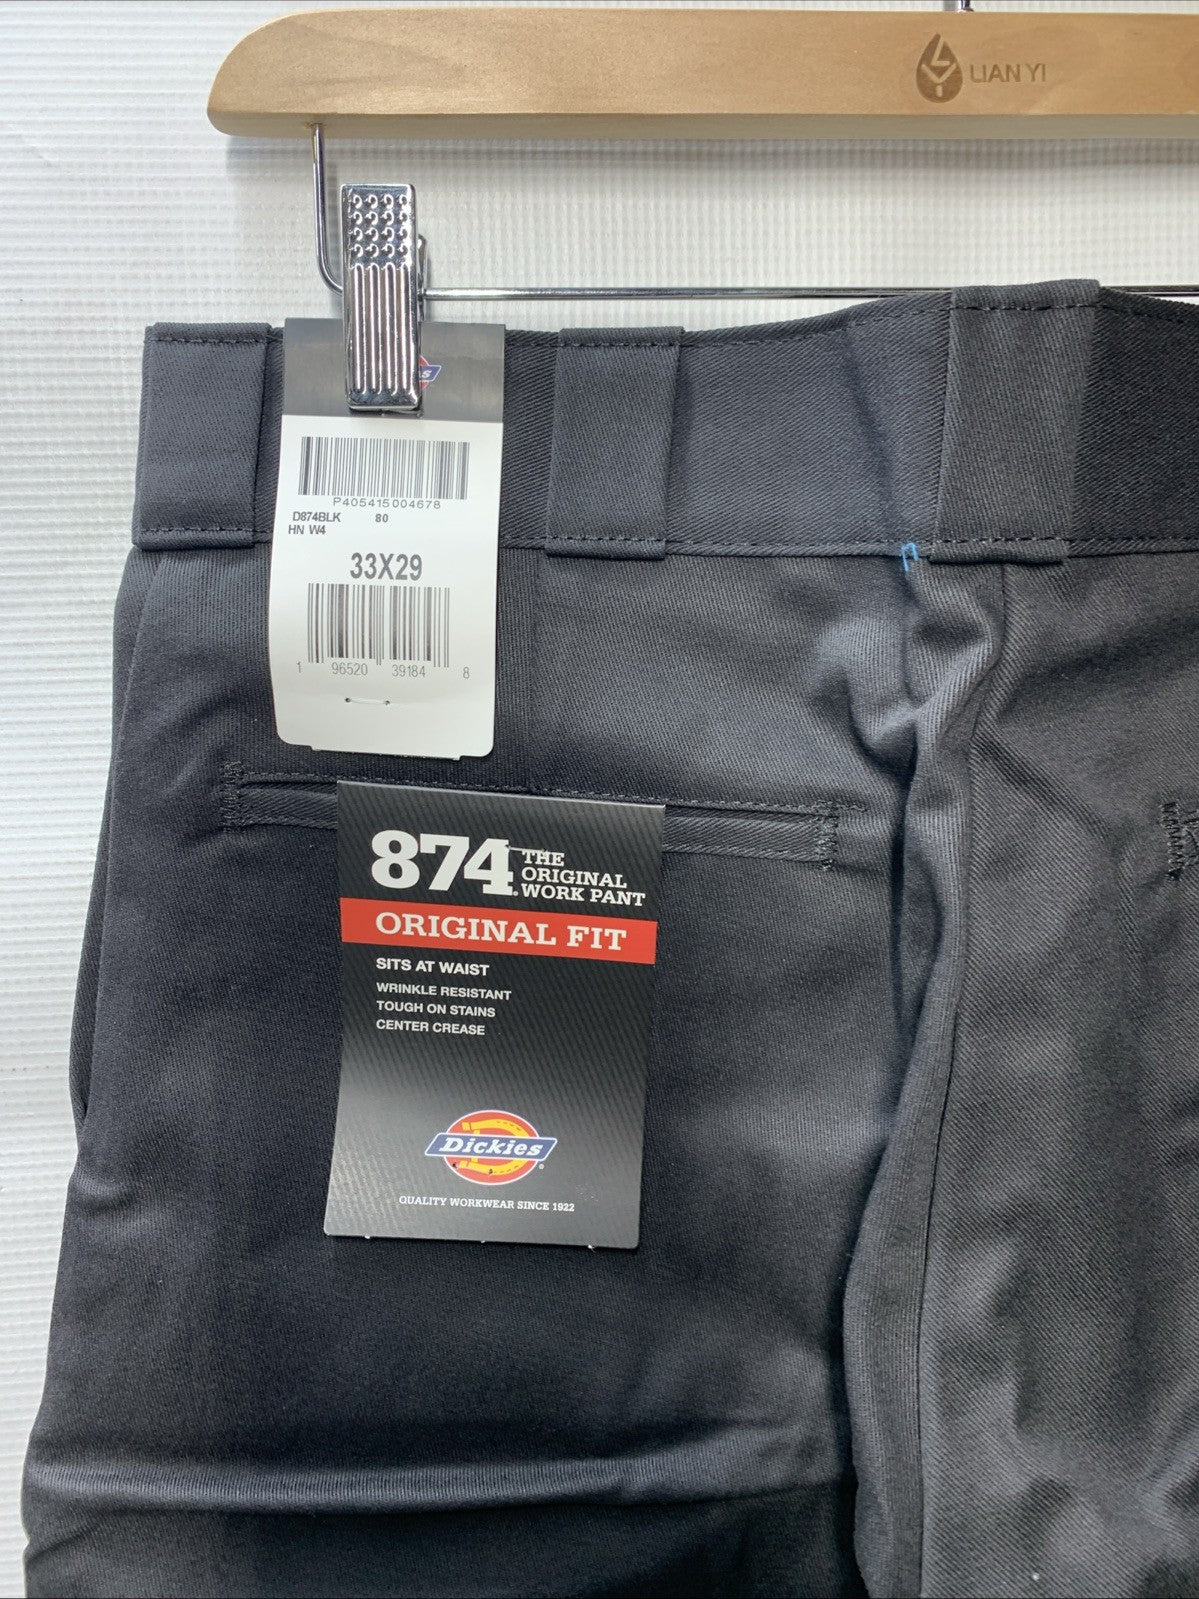 LIAN YI
P405415004678
D874BLK 80
HN W4
33X29
1 96520 39184 8
874 THE
ORIGINAL
WORK PANT
ORIGINAL FIT
SITS AT WAIST
WRINKLE RESISTANT
TOUGH ON STAINS
CENTER CREASE
Dickies
QUALITY WORKWEAR SINCE 1922